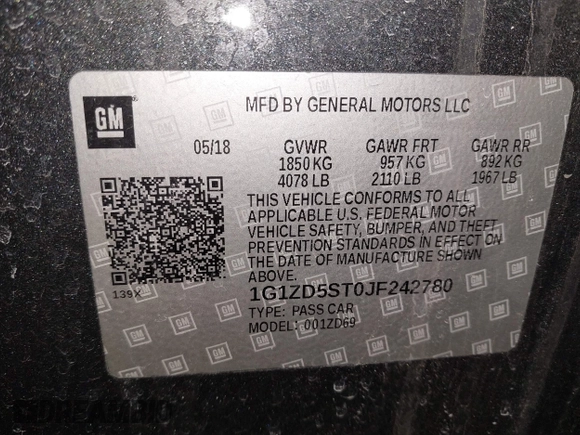 GM
MFD BY GENERAL MOTORS LLC
05/18 GVWR GAWR FRT GAWR RR
1850 KG 957 KG 892 KG
4078 LB 2110 LB 1967 LB
THIS VEHICLE CONFORMS TO ALL
APPLICABLE U.S. FEDERAL MOTOR
VEHICLE SAFETY, BUMPER, AND THEFT
PREVENTION STANDARDS IN EFFECT ON
THE DATE OF MANUFACTURE SHOWN
ABOVE.
139X
1G1ZD5ST0JF242780
TYPE: PASS CAR
MODEL: 001ZD69